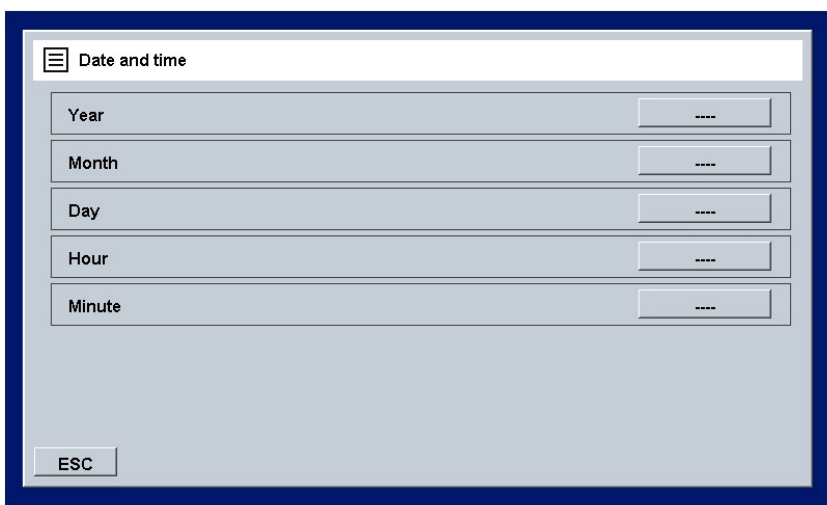 Date and time
Year ----
Month ----
Day ----
Hour ----
Minute ----
ESC